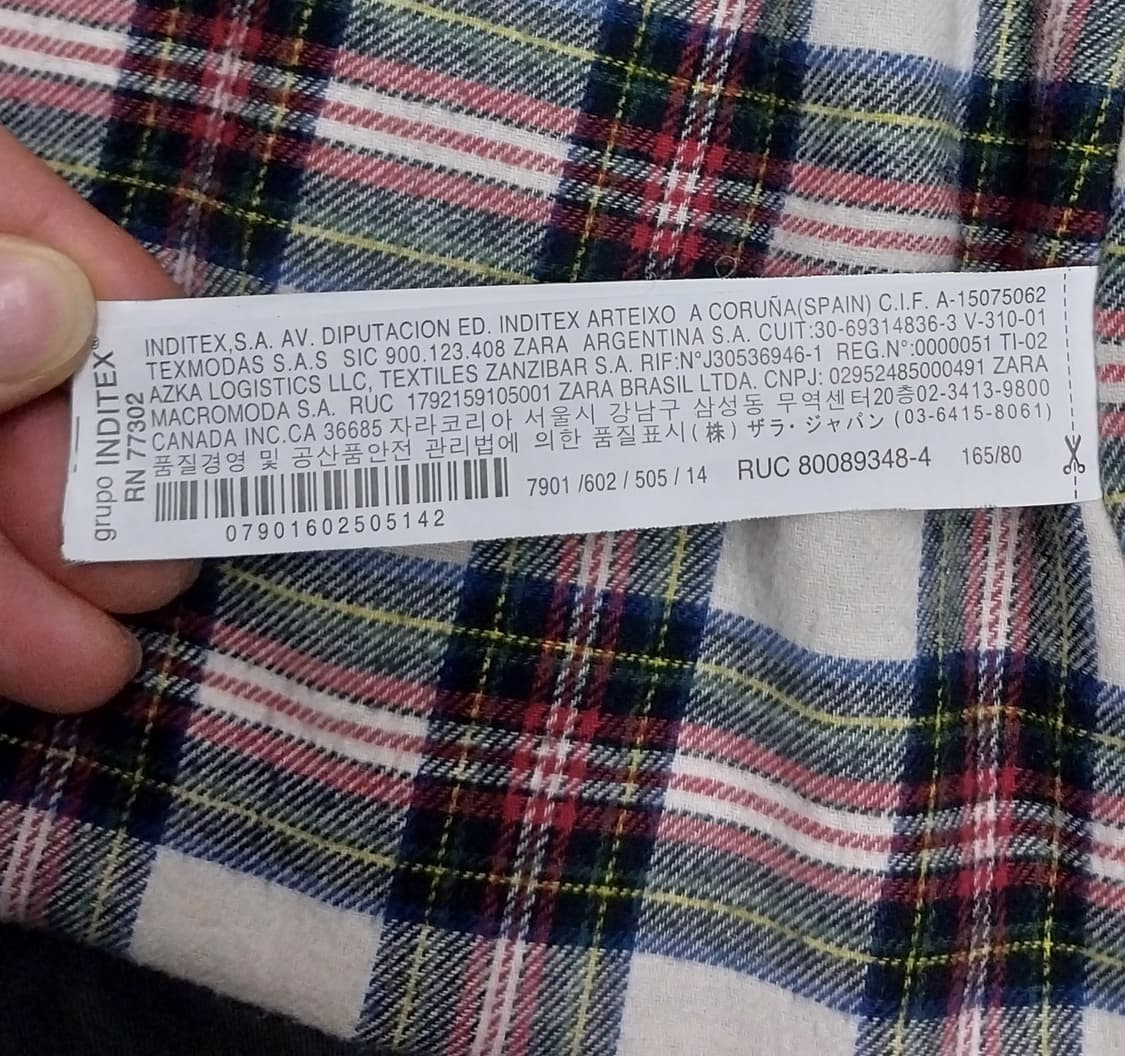 grupo INDITEX®
RN 77302
INDITEX,S.A. AV. DIPUTACION ED. INDITEX ARTEIXO A CORUÑA(SPAIN) C.I.F. A-15075062
TEXMODAS S.A.S SIC 900.123.408 ZARA ARGENTINA S.A. CUIT:30-69314836-3 V-310-01
AZKA LOGISTICS LLC, TEXTILES ZANZIBAR S.A. RIF:N°J30536946-1 REG.N°:0000051 TI-02
MACROMODA S.A. RUC 1792159105001 ZARA BRASIL LTDA. CNPJ: 02952485000491 ZARA
CANADA INC.CA 36685 자라코리아 서울시 강남구 삼성동 무역센터20층02-3413-9800
품질경영 및 공산품안전 관리법에 의한 품질표시(株) ザラ・ジャパン (03-6415-8061)
7901 /602 / 505 / 14 RUC 80089348-4 165/80
07901602505142